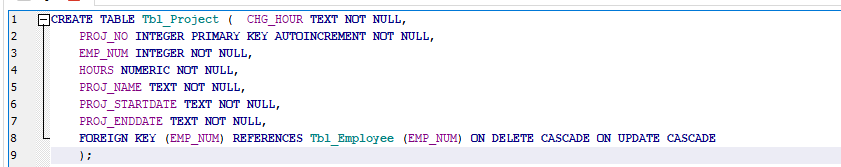 1 CREATE TABLE Tbl_Project (  CHG_HOUR TEXT NOT NULL,
2 PROJ_NO INTEGER PRIMARY KEY AUTOINCREMENT NOT NULL,
3 EMP_NUM INTEGER NOT NULL,
4 HOURS NUMERIC NOT NULL,
5 PROJ_NAME TEXT NOT NULL,
6 PROJ_STARTDATE TEXT NOT NULL,
7 PROJ_ENDDATE TEXT NOT NULL,
8 FOREIGN KEY (EMP_NUM) REFERENCES Tbl_Employee (EMP_NUM) ON DELETE CASCADE ON UPDATE CASCADE
9 );